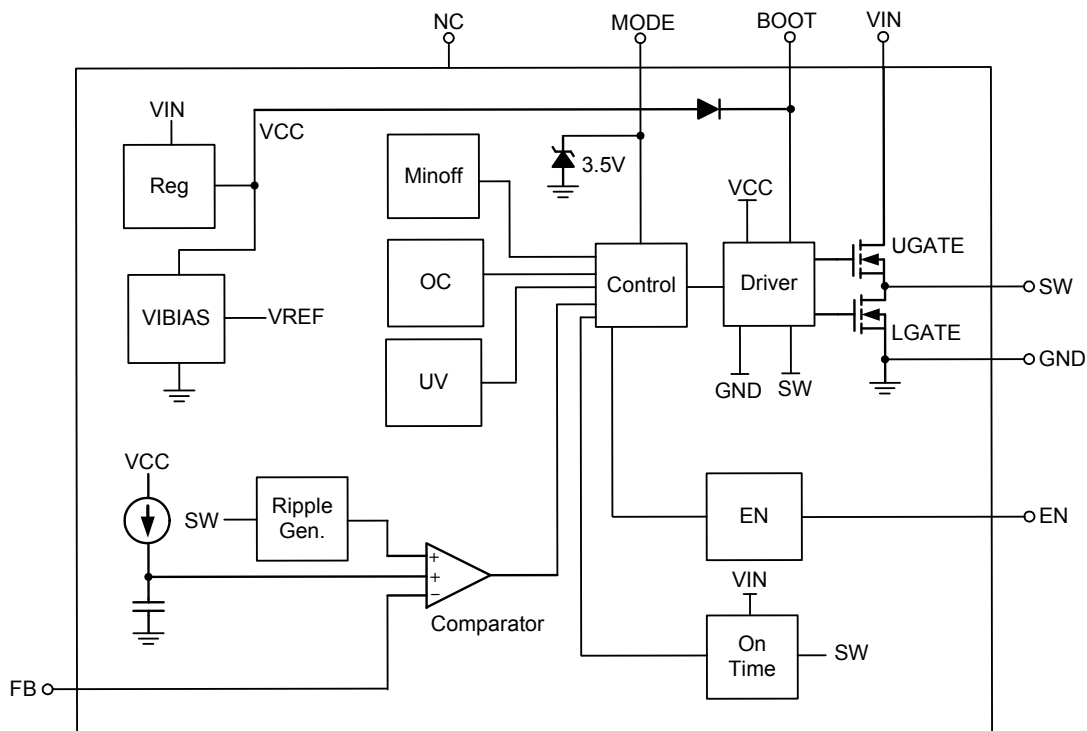 NC
MODE
BOOT
VIN
VIN
VCC
Reg
Minoff
3.5V
VCC
UGATE
OC
Control
Driver
SW
VIBIAS
VREF
LGATE
UV
GND
GND
SW
VCC
SW
Ripple
Gen.
EN
EN
+
+
−
Comparator
VIN
On
Time
SW
FB